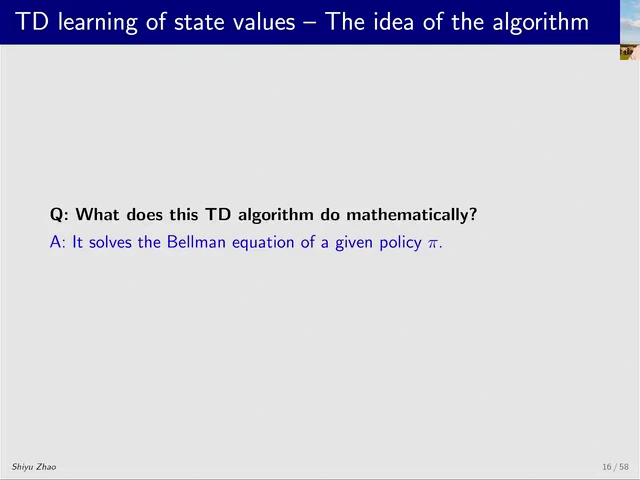 TD learning of state values – The idea of the algorithm
Q: What does this TD algorithm do mathematically?
A: It solves the Bellman equation of a given policy π.
Shiyu Zhao
16 / 58